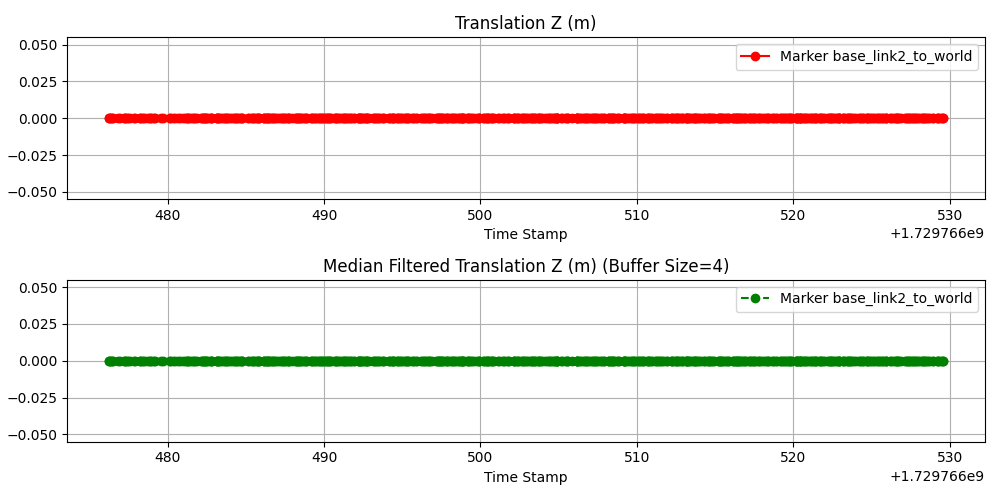 Translation Z (m)
0.050
0.025
0.000
−0.025
−0.050
Marker base_link2_to_world
480 490 500 510 520 530
Time Stamp
+1.729766e9
Median Filtered Translation Z (m) (Buffer Size=4)
0.050
0.025
0.000
−0.025
−0.050
Marker base_link2_to_world
480 490 500 510 520 530
Time Stamp
+1.729766e9